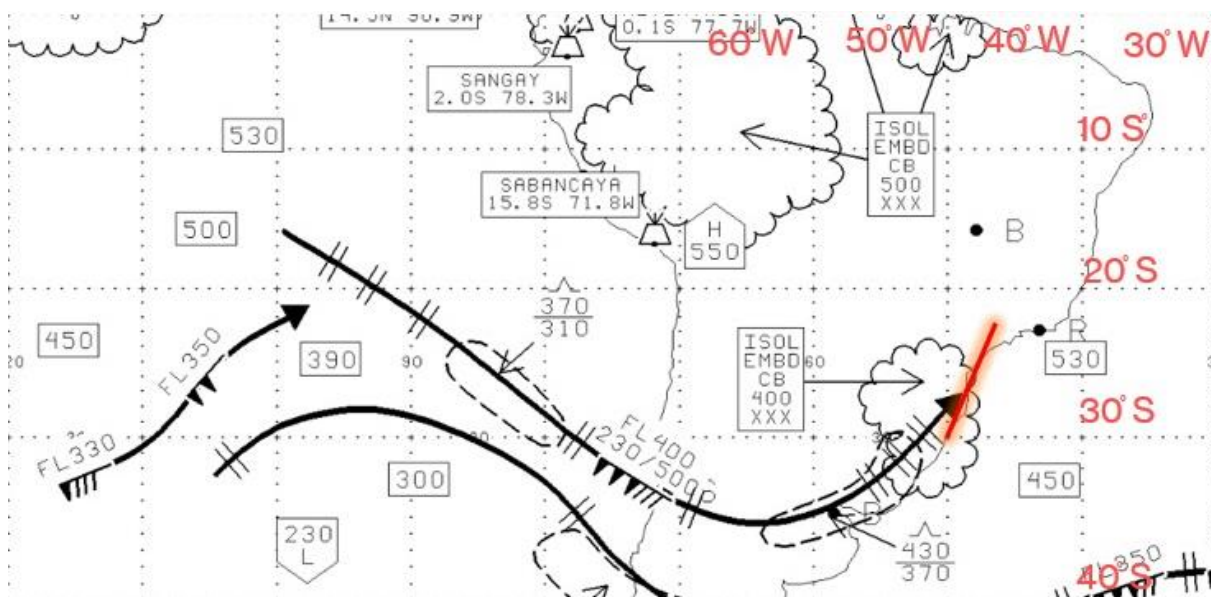 14.5N 90.9W
0.1S 77.7W
60°W
50°W
40°W
30°W
SANGAY
2.0S 78.3W
530
ISOL
EMBD
CB
500
XXX
10 S°
SABANCAYA
15.8S 71.8W
500
H
550
B
20°S
370
310
450
FL350
390
90
ISOL
EMBD
CB
400
XXX
60
R
530
20
30°S
FL330
FL400
230/500
300
450
230
L
B
430
370
FL350
40°S